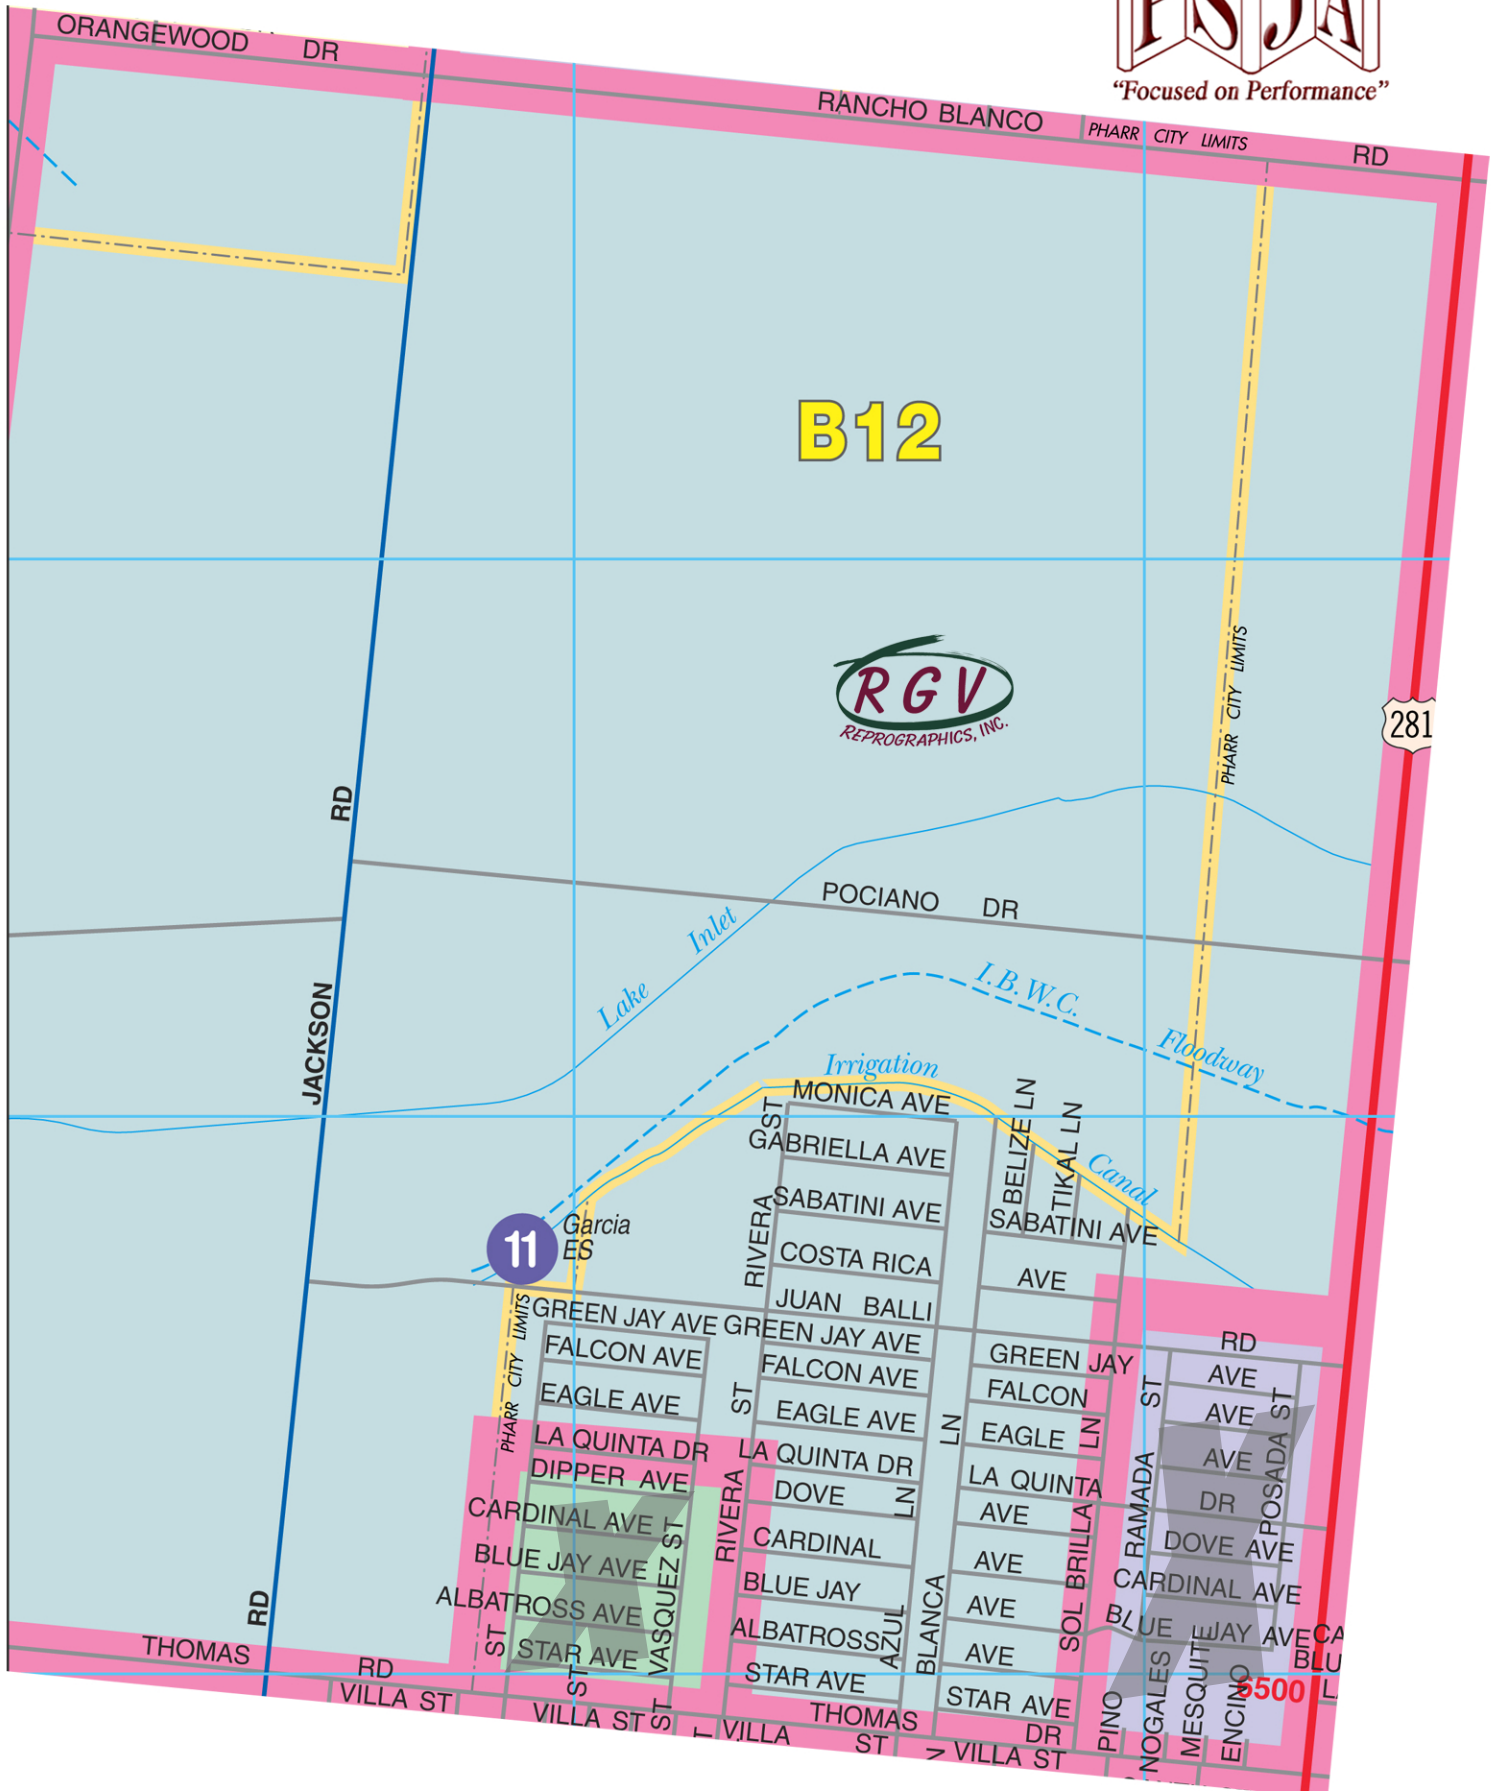 PSJA
“Focused on Performance”
ORANGEWOOD DR
RANCHO BLANCO RD
PHARR CITY LIMITS
B12
RGV
REPROGRAPHICS, INC.
PHARR CITY LIMITS
281
RD
POCIANO DR
Lake Inlet
I.B.W.C. Floodway
JACKSON
Irrigation Canal
MONICA AVE
ST
BELIZE LN
TIKAL LN
GABRIELLA AVE
SABATINI AVE
SABATINI AVE
RIVERA
11
Garcia
ES
COSTA RICA
AVE
JUAN BALLI
RD
PHARR CITY LIMITS
GREEN JAY AVE
GREEN JAY AVE
GREEN JAY
AVE
FALCON AVE
FALCON AVE
FALCON
AVE
EAGLE AVE
ST
EAGLE AVE
LN
EAGLE
LN
ST
AVE
POSADA ST
LA QUINTA DR
LA QUINTA DR
LA QUINTA
DR
DIPPER AVE
DOVE
LN
AVE
RAMADA
DOVE AVE
CARDINAL AVE
RIVERA
CARDINAL
AVE
CARDINAL AVE
BLUE JAY AVE
VASQUEZ ST
BLUE JAY
AVE
SOL BRILLA
BLUE JAY AVE
CA
ALBATROSS AVE
ALBATROSS
AZUL
BLANCA
AVE
BLU
STAR AVE
ST
ST
STAR AVE
STAR AVE
6500
L
RD
THOMAS RD
THOMAS DR
PINO
NOGALES
MESQUITE
ENCINO
VILLA ST
VILLA ST
ST
T
VILLA ST
N
VILLA ST